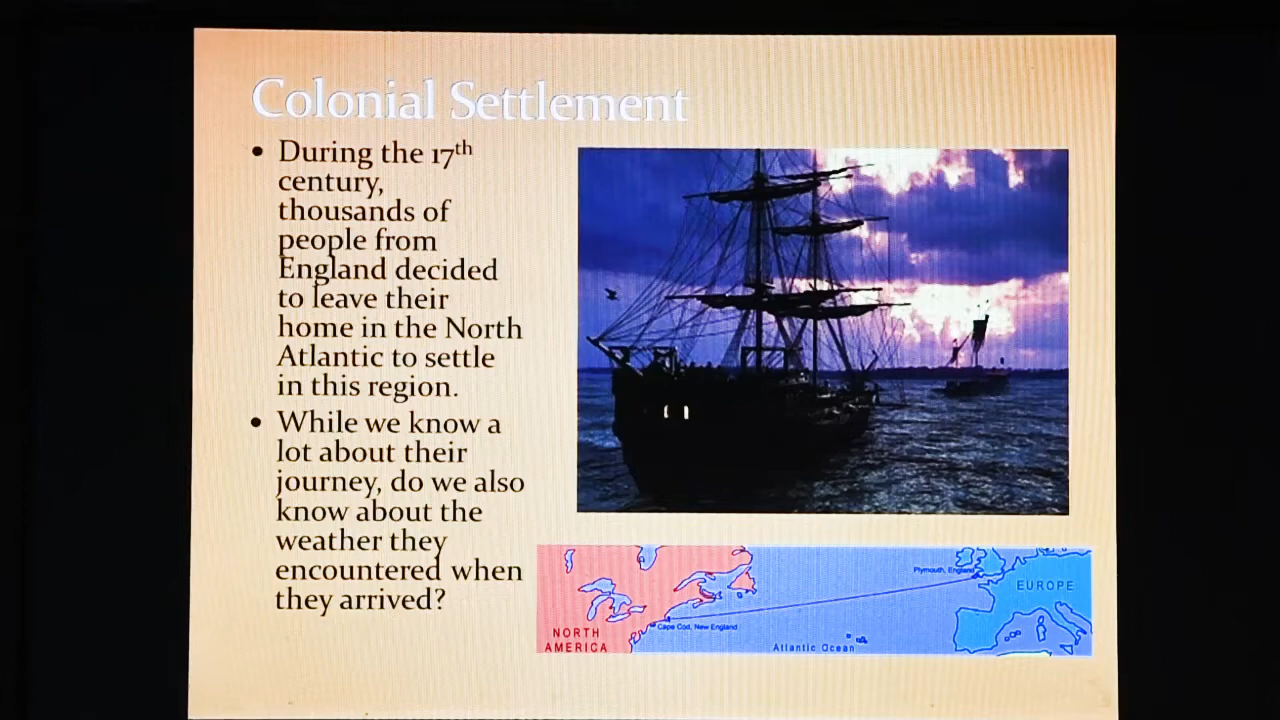 Colonial Settlement
• During the 17th
century,
thousands of
people from
England decided
to leave their
home in the North
Atlantic to settle
in this region.
• While we know a
lot about their
journey, do we also
know about the
weather they
encountered when
they arrived?
Plymouth, England
EUROPE
Cape Cod, New England
NORTH
AMERICA
Atlantic Ocean